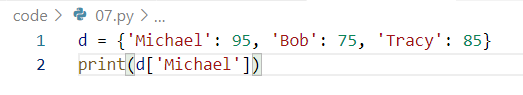 code > 07.py > ...
1 d = {'Michael': 95, 'Bob': 75, 'Tracy': 85}
2 print(d['Michael'])